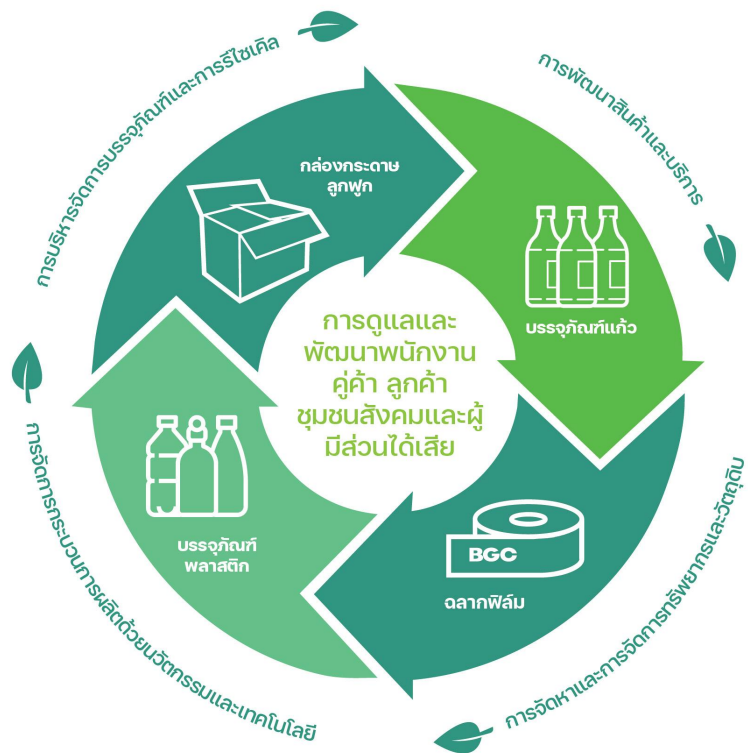 การบริหารจัดการบรรจุภัณฑ์และการรีไซเคิล
การพัฒนาสินค้าและบริการ
กล่องกระดาษ
ลูกฟูก
บรรจุภัณฑ์แก้ว
การดูแลและ
พัฒนาพนักงาน
คู่ค้า ลูกค้า
ชุมชนสังคมและผู้
มีส่วนได้เสีย
บรรจุภัณฑ์
พลาสติก
BGC
ฉลากฟิล์ม
การจัดการกระบวนการผลิตด้วยนวัตกรรมและเทคโนโลยี
การจัดหาและการจัดการทรัพยากรและวัตถุดิบ